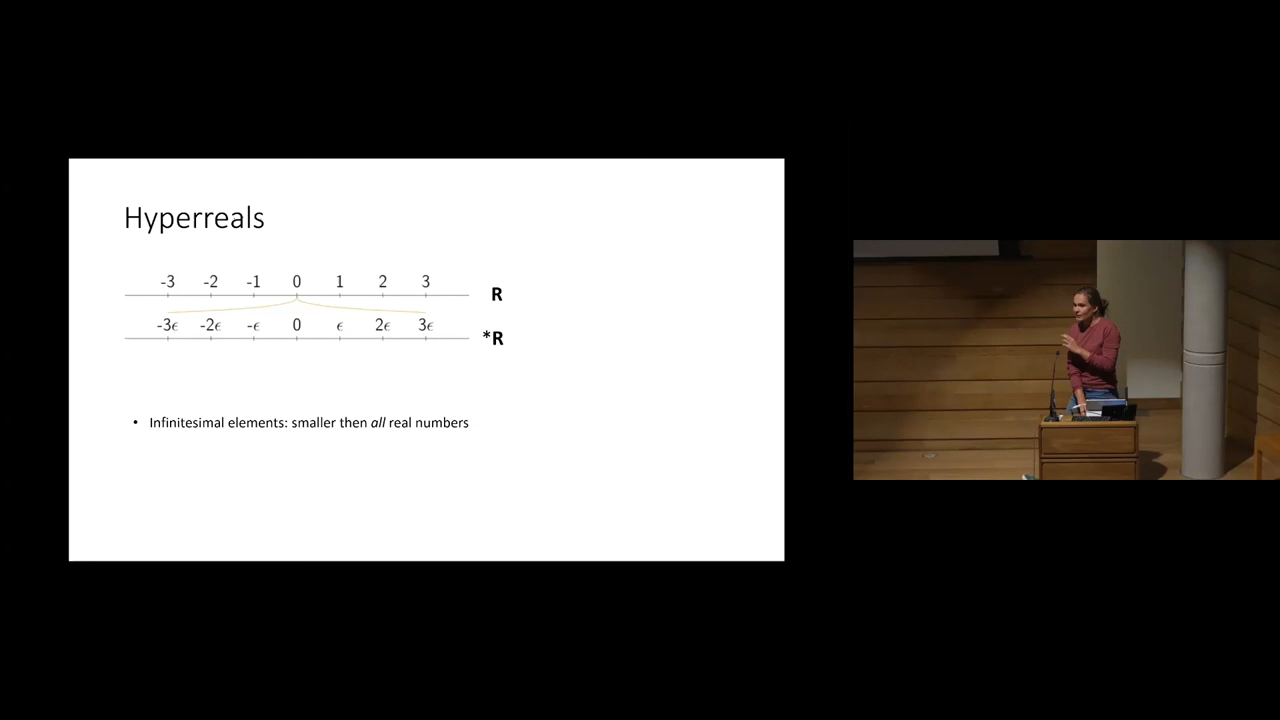 Hyperreals
-3 -2 -1 0 1 2 3 R
-3ϵ -2ϵ -ϵ 0 ϵ 2ϵ 3ϵ *R
• Infinitesimal elements: smaller then all real numbers